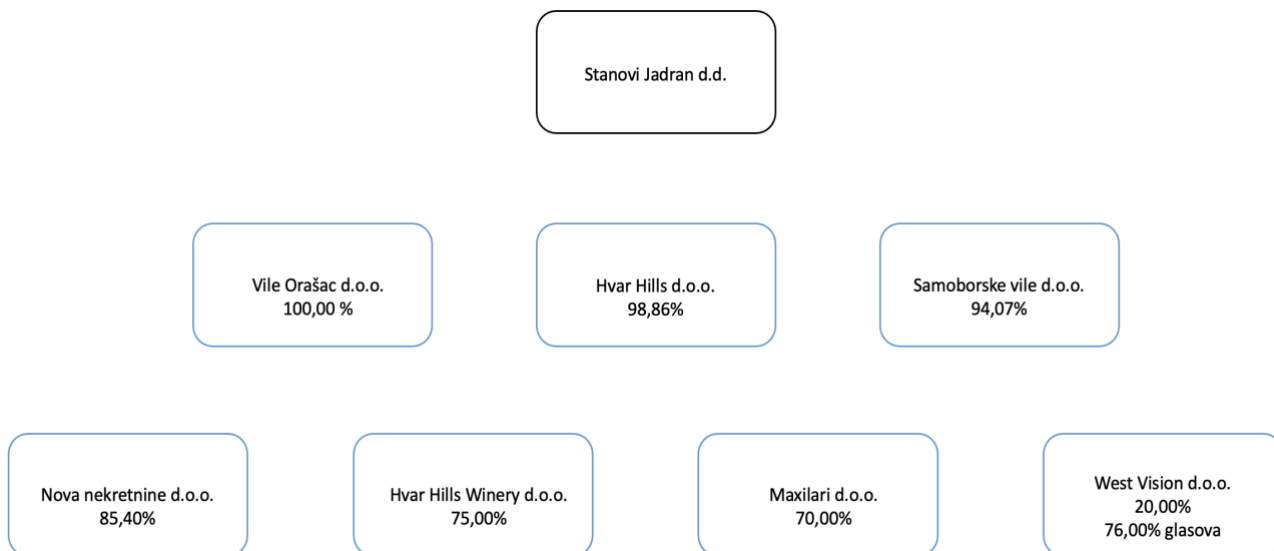 Stanovi Jadran d.d.
Vile Orašac d.o.o.
100,00 %
Hvar Hills d.o.o.
98,86%
Samoborske vile d.o.o.
94,07%
Nova nekretnine d.o.o.
85,40%
Hvar Hills Winery d.o.o.
75,00%
Maxilari d.o.o.
70,00%
West Vision d.o.o.
20,00%
76,00% glasova